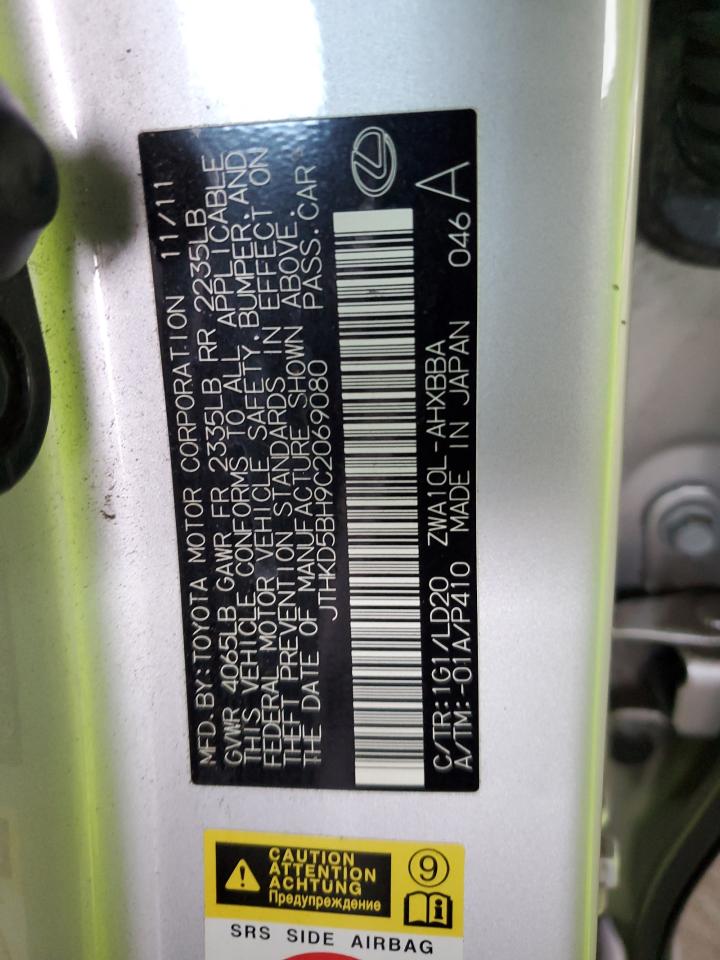 MFD. BY: TOYOTA MOTOR CORPORATION 11/11
GVWR 4065LB GAWR FR 2335LB RR 2235LB
THIS VEHICLE CONFORMS TO ALL APPLICABLE
FEDERAL MOTOR VEHICLE SAFETY, BUMPER, AND
THEFT PREVENTION STANDARDS IN EFFECT ON
THE DATE OF MANUFACTURE SHOWN ABOVE.
JTHKD5BH9C2069080 PASS.CAR
C/TR:1G1/LD20 ZWA10L-AHXBBA 046 A
A/TM:-01A/P410 MADE IN JAPAN
CAUTION
ATTENTION
ACHTUNG
Предупреждение
9
SRS SIDE AIRBAG